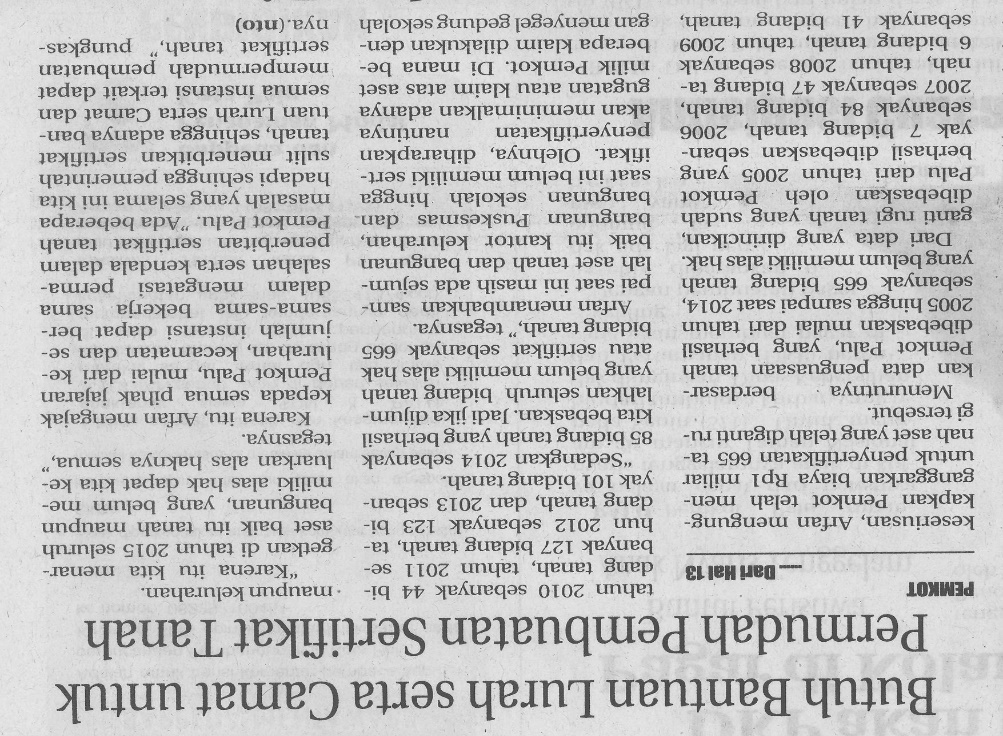 Butuh Bantuan Lurah serta Camat untuk
Permudah Pembuatan Sertifikat Tanah
PEMKOT
— Dari Hal 13
keseriusan, Arfan mengung-
kapkan Pemkot telah men-
ganggarkan biaya Rp1 miliar
untuk penyertifikatan 665 ta-
nah aset yang telah diganti ru-
gi tersebut.
Menurutnya berdasar-
kan data penguasaan tanah
Pemkot Palu, yang berhasil
dibebaskan mulai dari tahun
2005 hingga sampai saat 2014,
sebanyak 665 bidang tanah
yang belum memiliki alas hak.
Dari data yang dirincikan,
ganti rugi tanah yang sudah
dibebaskan oleh Pemkot
Palu dari tahun 2005 yang
berhasil dibebaskan seban-
yak 7 bidang tanah, 2006
sebanyak 84 bidang tanah,
2007 sebanyak 47 bidang ta-
nah, tahun 2008 sebanyak
6 bidang tanah, tahun 2009
sebanyak 41 bidang tanah,
tahun 2010 sebanyak 44 bi-
dang tanah, tahun 2011 se-
banyak 127 bidang tanah, ta-
hun 2012 sebanyak 123 bi-
dang tanah, dan 2013 seban-
yak 101 bidang tanah.
“Sedangkan 2014 sebanyak
85 bidang tanah yang berhasil
kita bebaskan. Jadi jika dijum-
lahkan seluruh bidang tanah
yang belum memiliki alas hak
atau sertifikat sebanyak 665
bidang tanah,” tegasnya.
Arfan menambahkan sam-
pai saat ini masih ada sejum-
lah aset tanah dan bangunan
baik itu kantor kelurahan,
bangunan Puskesmas dan
bangunan sekolah hingga
saat ini belum memiliki sert-
ifikat. Olehnya, diharapkan
penyertifikatan nantinya
akan meminimalkan adanya
gugatan atau klaim atas aset
milik Pemkot. Di mana be-
berapa klaim dilakukan den-
gan menyegel gedung sekolah
maupun kelurahan.
“Karena itu kita menar-
getkan di tahun 2015 seluruh
aset baik itu tanah maupun
bangunan, yang belum me-
miliki alas hak dapat kita ke-
luarkan alas haknya semua,”
tegasnya.
Karena itu, Arfan mengajak
kepada semua pihak jajaran
Pemkot Palu, mulai dari ke-
lurahan, kecamatan dan se-
jumlah instansi dapat ber-
sama-sama bekerja sama
dalam mengatasi perma-
salahan serta kendala dalam
penerbitan sertifikat tanah
Pemkot Palu. “Ada beberapa
masalah yang selama ini kita
hadapi sehingga pemerintah
sulit menerbitkan sertifikat
tanah, sehingga adanya ban-
tuan Lurah serta Camat dan
semua instansi terkait dapat
mempermudah pembuatan
sertifikat tanah,” pungkas-
nya. (nto)